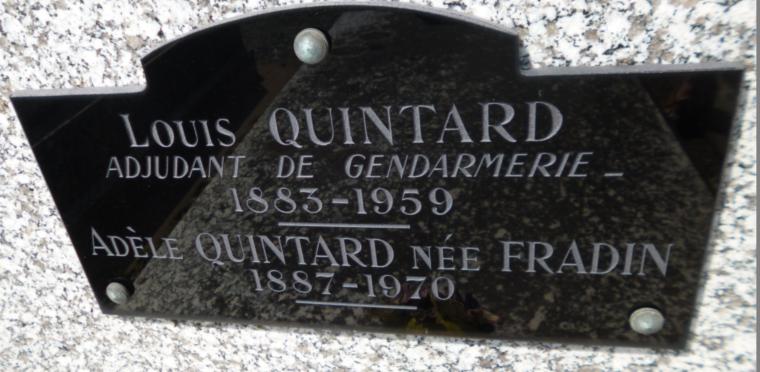 Louis QUINTARD
ADJUDANT DE GENDARMERIE _
1883-1959
Adèle QUINTARD née FRADIN
1887-1970